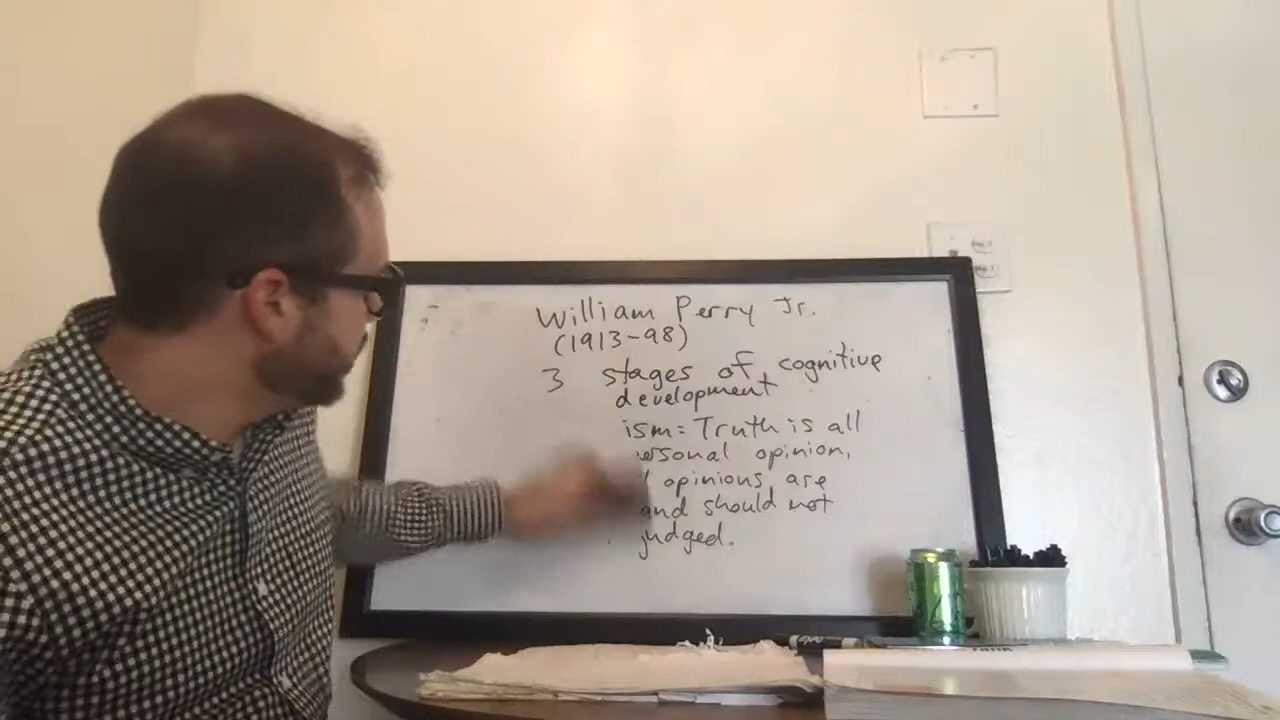 William Perry Jr.
(1913-98)
3 stages of cognitive
development
ism: Truth is all
opinion,
opinions are
and should not
judged.